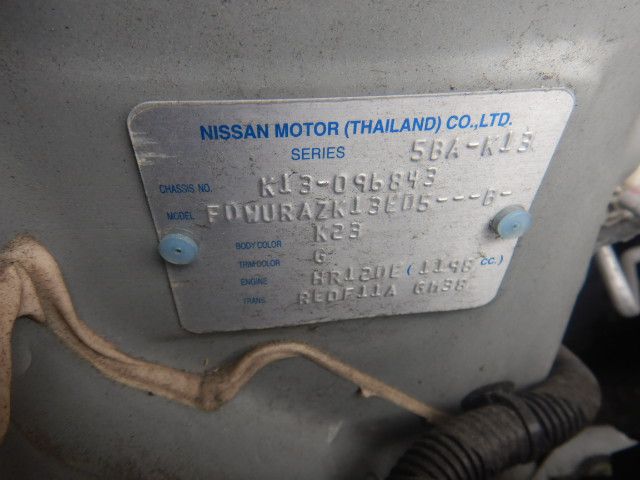 NISSAN MOTOR (THAILAND) CO.,LTD.
SERIES 5BA-K13
CHASSIS NO. K13-096843
MODEL FDWURAZK13ED5---B-
BODY COLOR K23
TRIM COLOR G
ENGINE HR12DE (1198 CC.)
TRANS. RE0F11A GM38